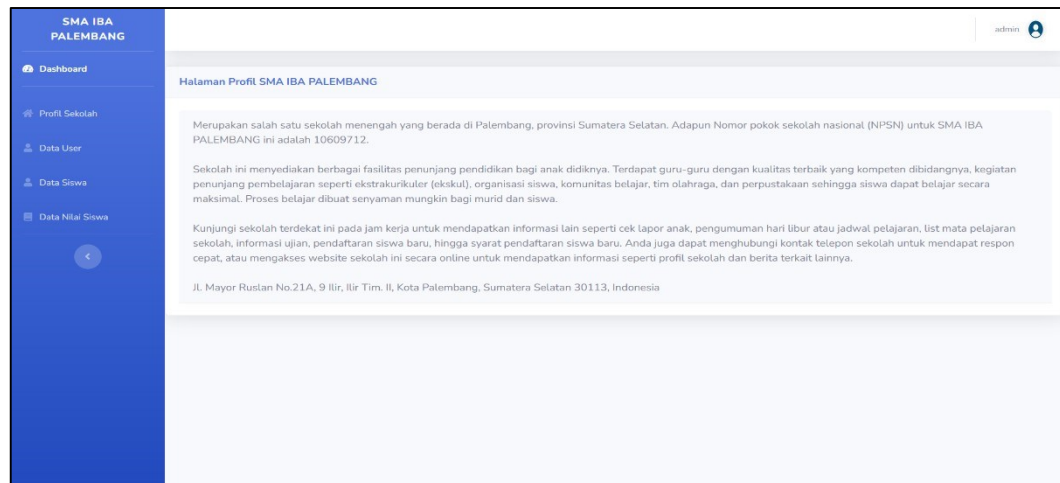 SMA IBA
PALEMBANG
admin
Dashboard
Halaman Profil SMA IBA PALEMBANG
Profil Sekolah
Data User
Data Siswa
Data Nilai Siswa
Merupakan salah satu sekolah menengah yang berada di Palembang, provinsi Sumatera Selatan. Adapun Nomor pokok sekolah nasional (NPSN) untuk SMA IBA
PALEMBANG ini adalah 10609712.
Sekolah ini menyediakan berbagai fasilitas penunjang pendidikan bagi anak didiknya. Terdapat guru-guru dengan kualitas terbaik yang kompeten dibidangnya, kegiatan
penunjang pembelajaran seperti ekstrakurikuler (ekskul), organisasi siswa, komunitas belajar, tim olahraga, dan perpustakaan sehingga siswa dapat belajar secara
maksimal. Proses belajar dibuat senyaman mungkin bagi murid dan siswa.
Kunjungi sekolah terdekat ini pada jam kerja untuk mendapatkan informasi lain seperti cek lapor anak, pengumuman hari libur atau jadwal pelajaran, list mata pelajaran
sekolah, informasi ujian, pendaftaran siswa baru, hingga syarat pendaftaran siswa baru. Anda juga dapat menghubungi kontak telepon sekolah untuk mendapat respon
cepat, atau mengakses website sekolah ini secara online untuk mendapatkan informasi seperti profil sekolah dan berita terkait lainnya.
Jl. Mayor Ruslan No.21A, 9 Ilir, Ilir Tim. II, Kota Palembang, Sumatera Selatan 30113, Indonesia